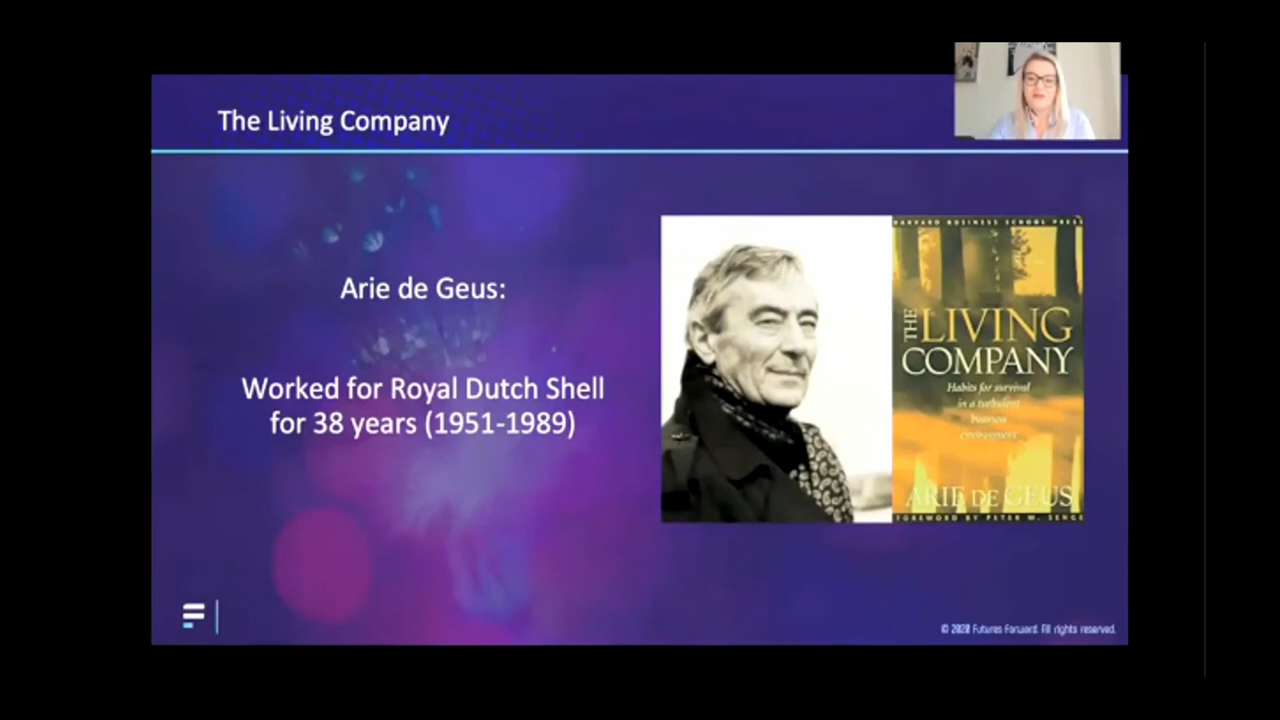 The Living Company
Arie de Geus:
Worked for Royal Dutch Shell
for 38 years (1951-1989)
HARVARD BUSINESS SCHOOL PRESS
THE LIVING
COMPANY
Habits for survival
in a turbulent
business
environment
ARIE DE GEUS
FOREWORD BY PETER M. SENGE
© 2020 Futures Forward. All rights reserved.